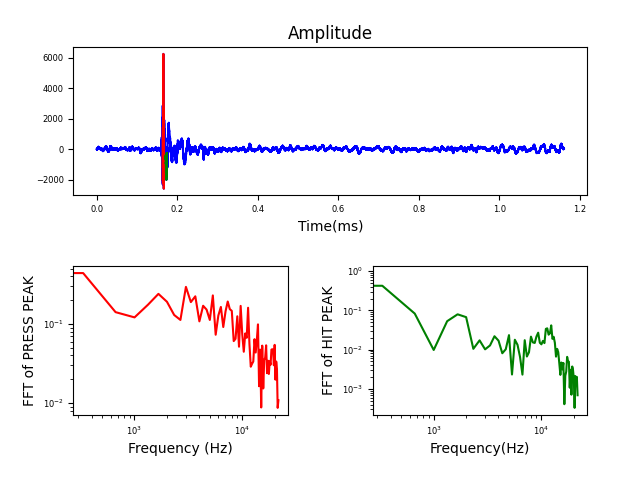 Amplitude
6000
4000
2000
0
−2000
0.0 0.2 0.4 0.6 0.8 1.0 1.2
Time(ms)
FFT of PRESS PEAK
10⁻¹
10⁻²
10³ 10⁴
Frequency (Hz)
FFT of HIT PEAK
10⁰
10⁻¹
10⁻²
10⁻³
10³ 10⁴
Frequency(Hz)